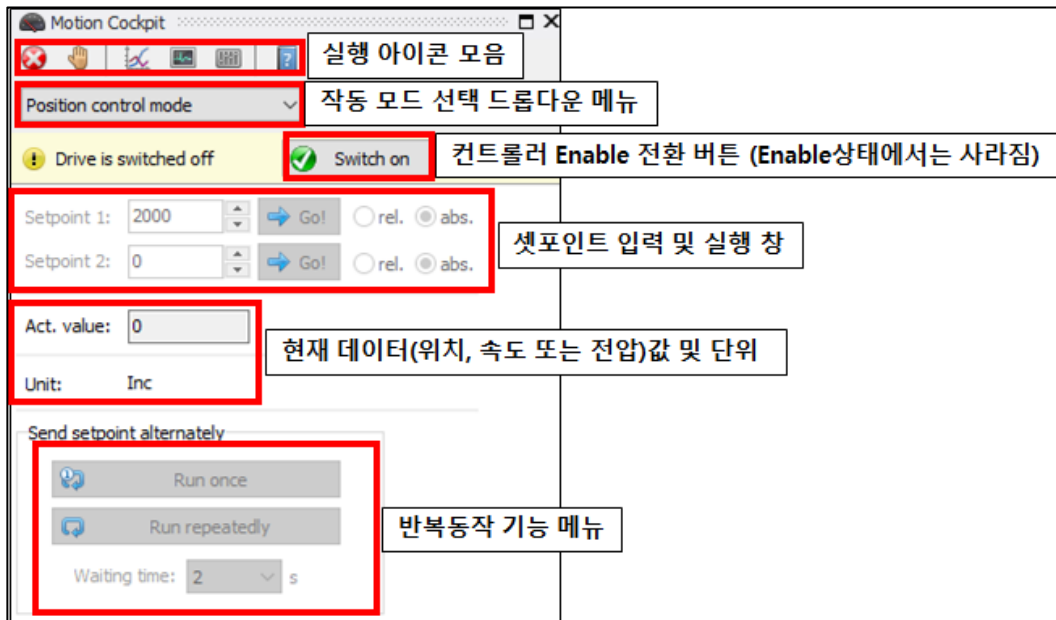 Motion Cockpit
실행 아이콘 모음
Position control mode
작동 모드 선택 드롭다운 메뉴
Drive is switched off
Switch on
컨트롤러 Enable 전환 버튼 (Enable상태에서는 사라짐)
Setpoint 1: 2000 Go! rel. abs.
Setpoint 2: 0 Go! rel. abs.
셋포인트 입력 및 실행 창
Act. value: 0
현재 데이터(위치, 속도 또는 전압)값 및 단위
Unit: Inc
Send setpoint alternately
Run once
Run repeatedly
반복동작 기능 메뉴
Waiting time: 2 s